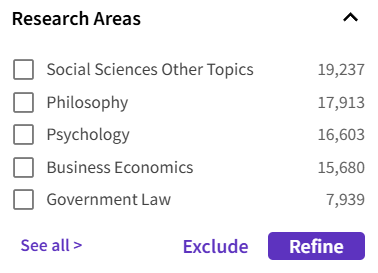 Research Areas
Social Sciences Other Topics 19,237
Philosophy 17,913
Psychology 16,603
Business Economics 15,680
Government Law 7,939
See all > Exclude Refine